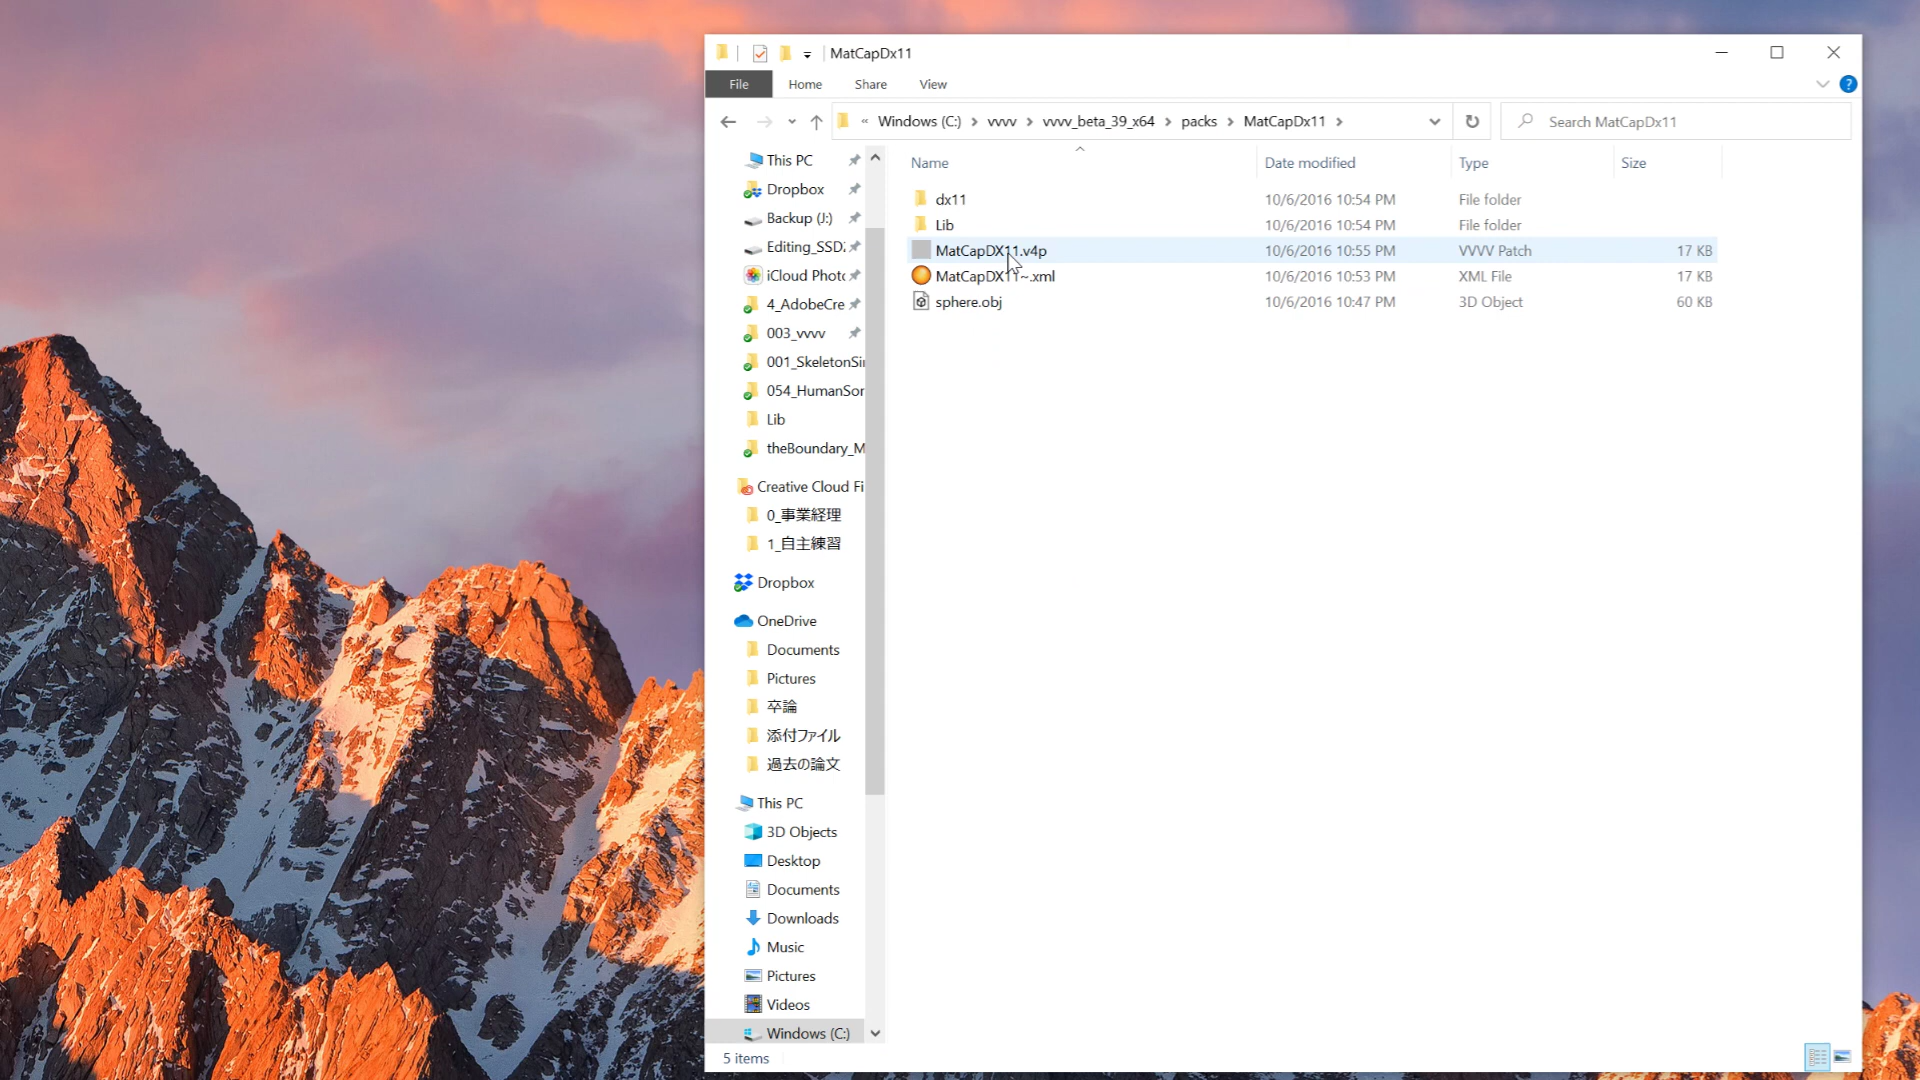 MatCapDx11
File Home Share View
« Windows (C:) > vvvv > vvvv_beta_39_x64 > packs > MatCapDx11 >
Search MatCapDx11
Name Date modified Type Size
dx11 10/6/2016 10:54 PM File folder
Lib 10/6/2016 10:54 PM File folder
MatCapDX11.v4p 10/6/2016 10:55 PM VVVV Patch 17 KB
MatCapDX11~.xml 10/6/2016 10:53 PM XML File 17 KB
sphere.obj 10/6/2016 10:47 PM 3D Object 60 KB
This PC
Dropbox
Backup (J:)
Editing_SSD2
iCloud Photo
4_AdobeCre
003_vvvv
001_SkeletonSi
054_HumanSor
Lib
theBoundary_M
Creative Cloud Fi
0_事業経理
1_自主練習
Dropbox
OneDrive
Documents
Pictures
卒論
添付ファイル
過去の論文
This PC
3D Objects
Desktop
Documents
Downloads
Music
Pictures
Videos
Windows (C:)
5 items